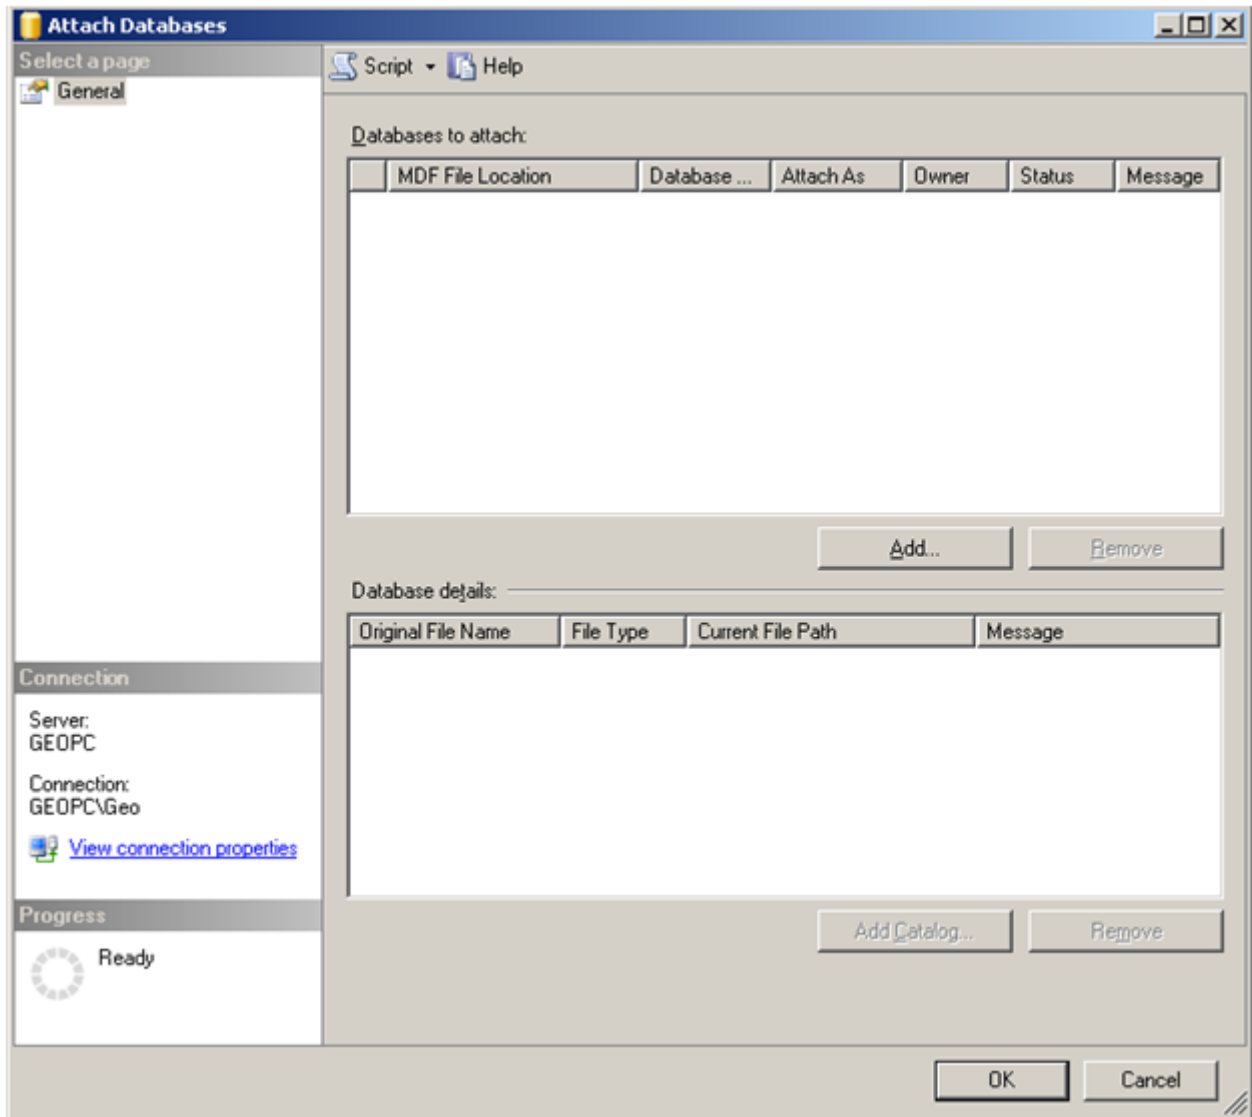 Attach Databases
Select a page
General
Script
Help
Databases to attach:
MDF File Location Database ... Attach As Owner Status Message
Add... Remove
Database details:
Original File Name File Type Current File Path Message
Connection
Server:
GEOPC
Connection:
GEOPC\Geo
View connection properties
Add Catalog... Remove
Progress
Ready
OK Cancel